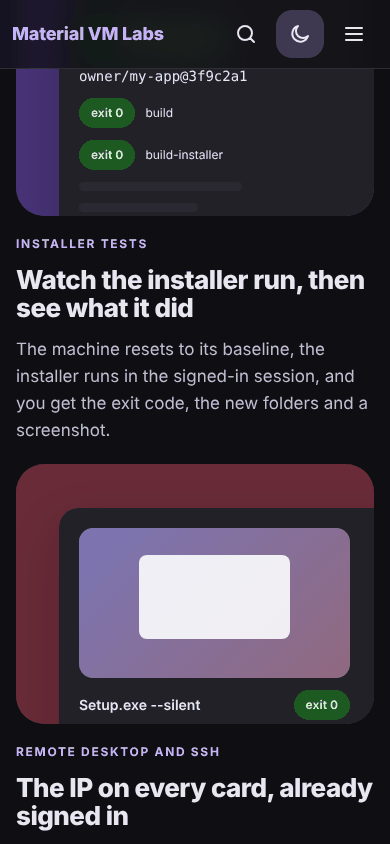 Material VM Labs
owner/my-app@3f9c2a1
exit 0 build
exit 0 build-installer
INSTALLER TESTS
Watch the installer run, then
see what it did
The machine resets to its baseline, the
installer runs in the signed-in session, and
you get the exit code, the new folders and a
screenshot.
Setup.exe --silent exit 0
REMOTE DESKTOP AND SSH
The IP on every card, already
signed in